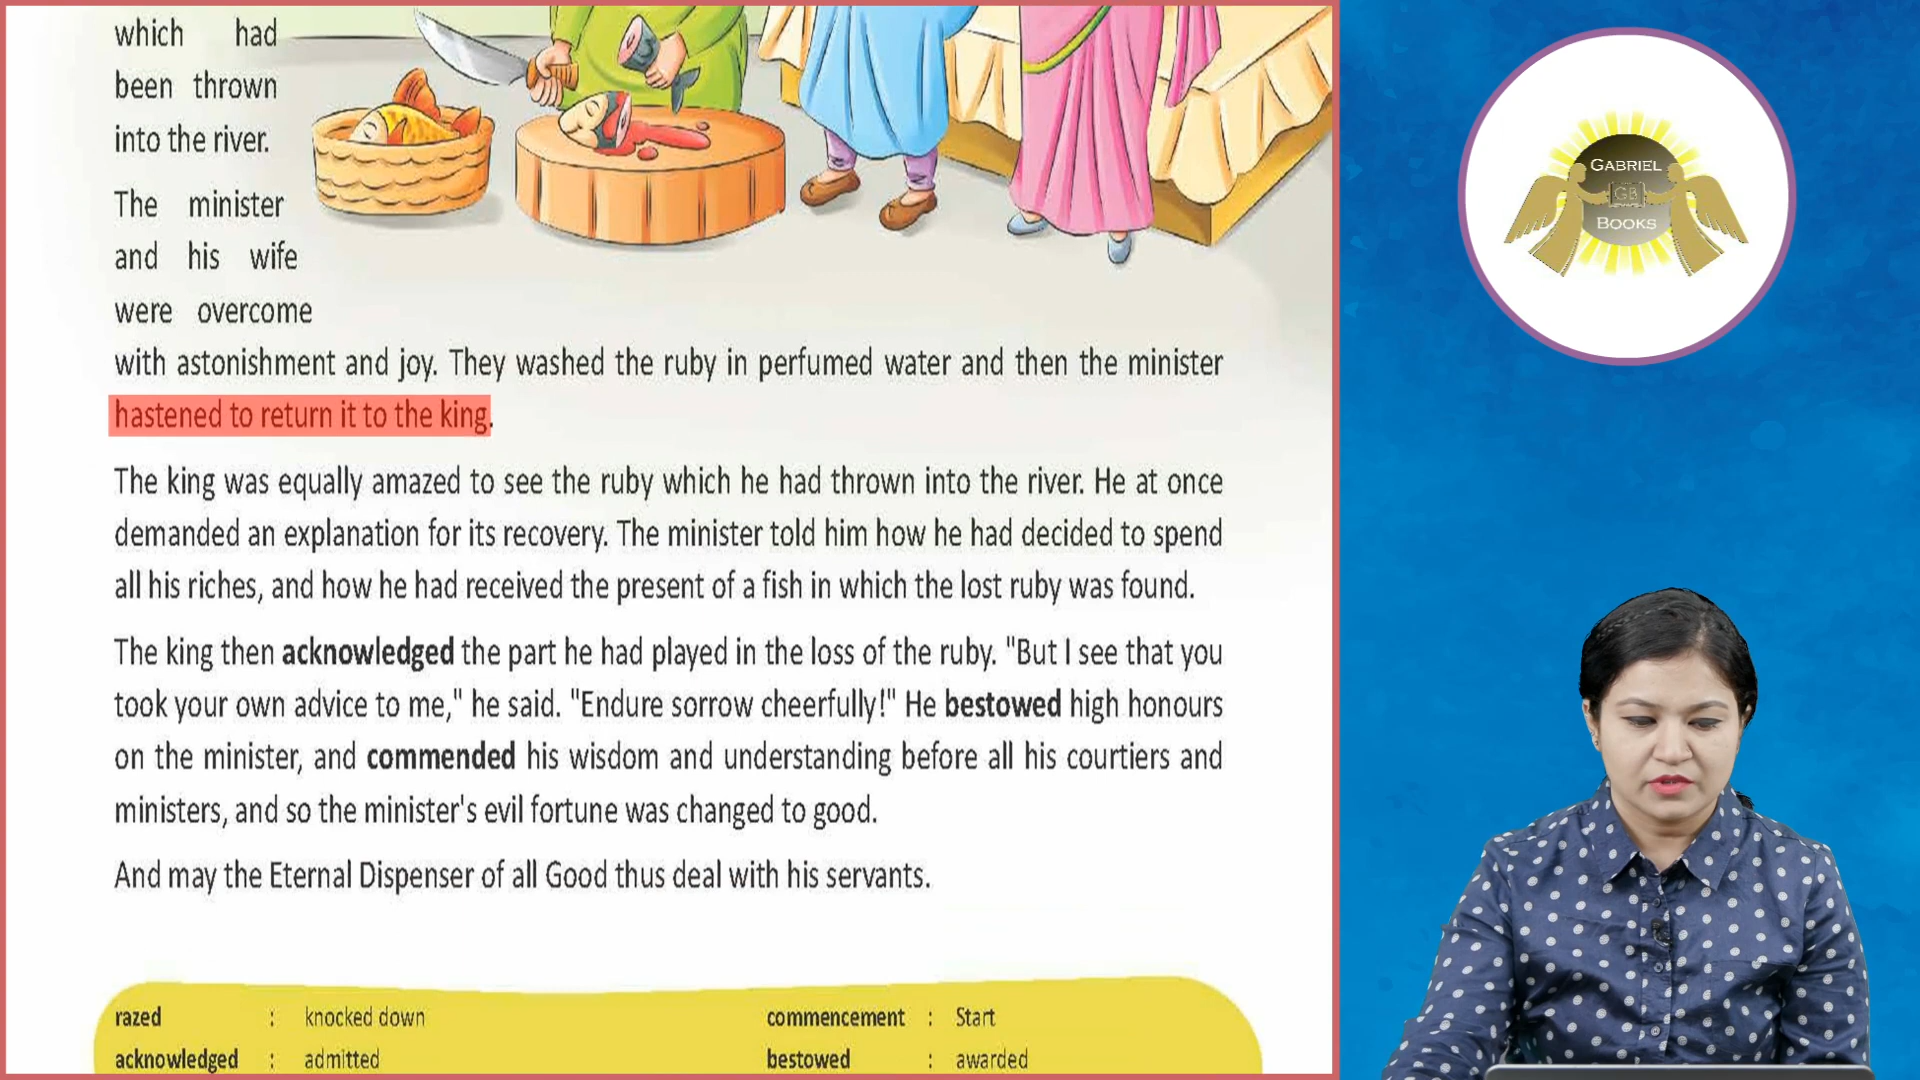 which had
been thrown
into the river.
The minister
and his wife
were overcome
with astonishment and joy. They washed the ruby in perfumed water and then the minister
hastened to return it to the king.
The king was equally amazed to see the ruby which he had thrown into the river. He at once
demanded an explanation for its recovery. The minister told him how he had decided to spend
all his riches, and how he had received the present of a fish in which the lost ruby was found.
The king then acknowledged the part he had played in the loss of the ruby. "But I see that you
took your own advice to me," he said. "Endure sorrow cheerfully!" He bestowed high honours
on the minister, and commended his wisdom and understanding before all his courtiers and
ministers, and so the minister's evil fortune was changed to good.
And may the Eternal Dispenser of all Good thus deal with his servants.
razed : knocked down commencement : Start
acknowledged : admitted bestowed : awarded
GABRIEL
GB
BOOKS